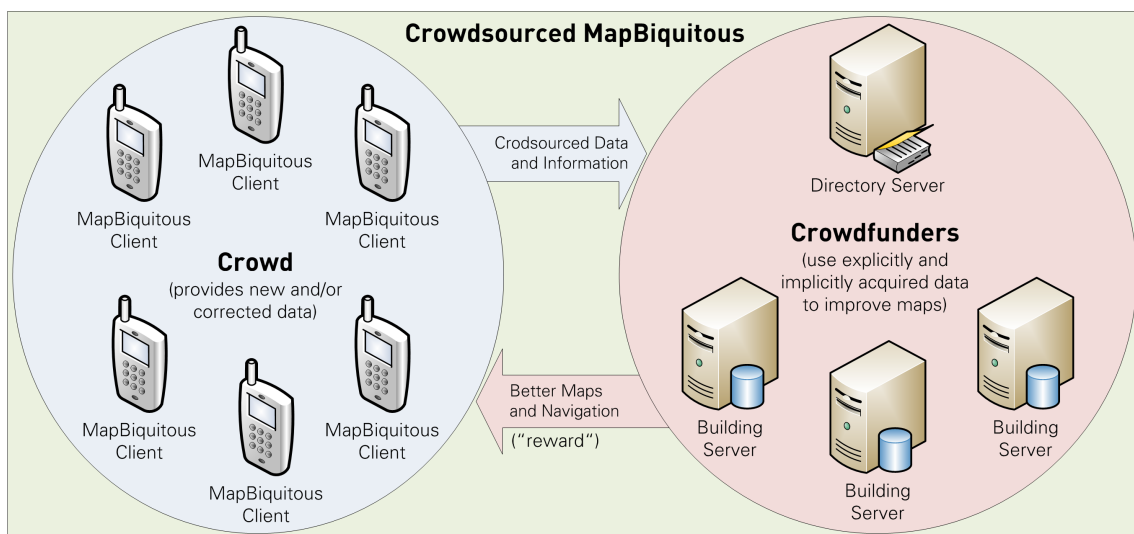 Crowdsourced MapBiquitous
MapBiquitous
Client
MapBiquitous
Client
MapBiquitous
Client
Crowd
(provides new and/or
corrected data)
MapBiquitous
Client
MapBiquitous
Client
MapBiquitous
Client
Crodsourced Data
and Information
Better Maps
and Navigation
("reward“)
Directory Server
Crowdfunders
(use explicitly and
implicitly acquired data
to improve maps)
Building
Server
Building
Server
Building
Server